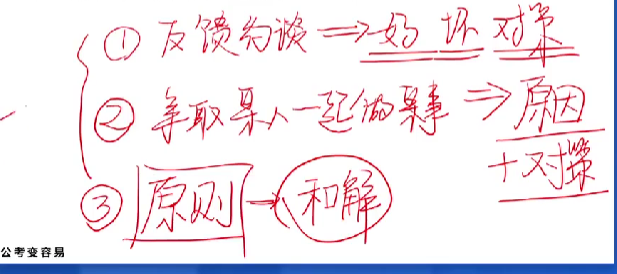 ① 反馈约谈 ⇒ 好 坏 对策
② 争取某人一起做某事 ⇒ 原因
+ 对策
③ 原则 → 和解
公考变容易